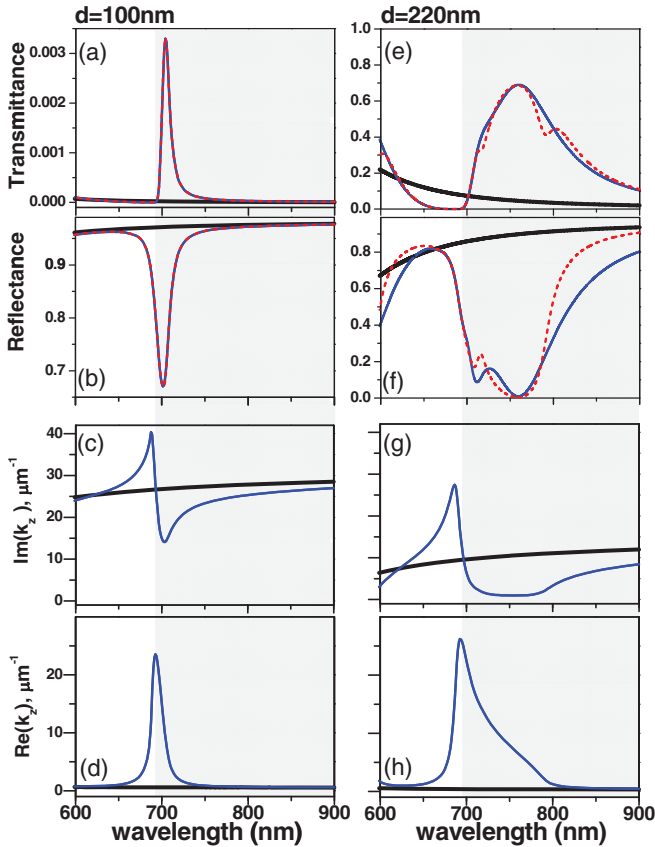 d=100nm
d=220nm
(a)
Transmittance
0.003
0.002
0.001
0.000
(e)
1.0
0.8
0.6
0.4
0.2
0.0
(b)
Reflectance
0.9
0.8
0.7
(f)
0.8
0.6
0.4
0.2
0.0
(c)
Im(k_z), μm⁻¹
40
30
20
10
0
(g)
(d)
Re(k_z), μm⁻¹
20
10
0
(h)
600 700 800 900
600 700 800 900
wavelength (nm)
wavelength (nm)